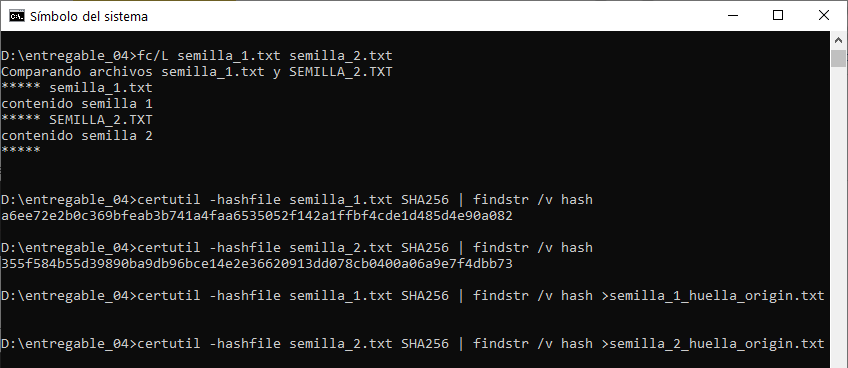 Símbolo del sistema
D:\entregable_04>fc/L semilla_1.txt semilla_2.txt
Comparando archivos semilla_1.txt y SEMILLA_2.TXT
***** semilla_1.txt
contenido semilla 1
***** SEMILLA_2.TXT
contenido semilla 2
*****
D:\entregable_04>certutil -hashfile semilla_1.txt SHA256 | findstr /v hash
a6ee72e2b0c369bfeab3b741a4faa6535052f142a1ffbf4cde1d485d4e90a082
D:\entregable_04>certutil -hashfile semilla_2.txt SHA256 | findstr /v hash
355f584b55d39890ba9db96bce14e2e36620913dd078cb0400a06a9e7f4dbb73
D:\entregable_04>certutil -hashfile semilla_1.txt SHA256 | findstr /v hash >semilla_1_huella_origin.txt
D:\entregable_04>certutil -hashfile semilla_2.txt SHA256 | findstr /v hash >semilla_2_huella_origin.txt